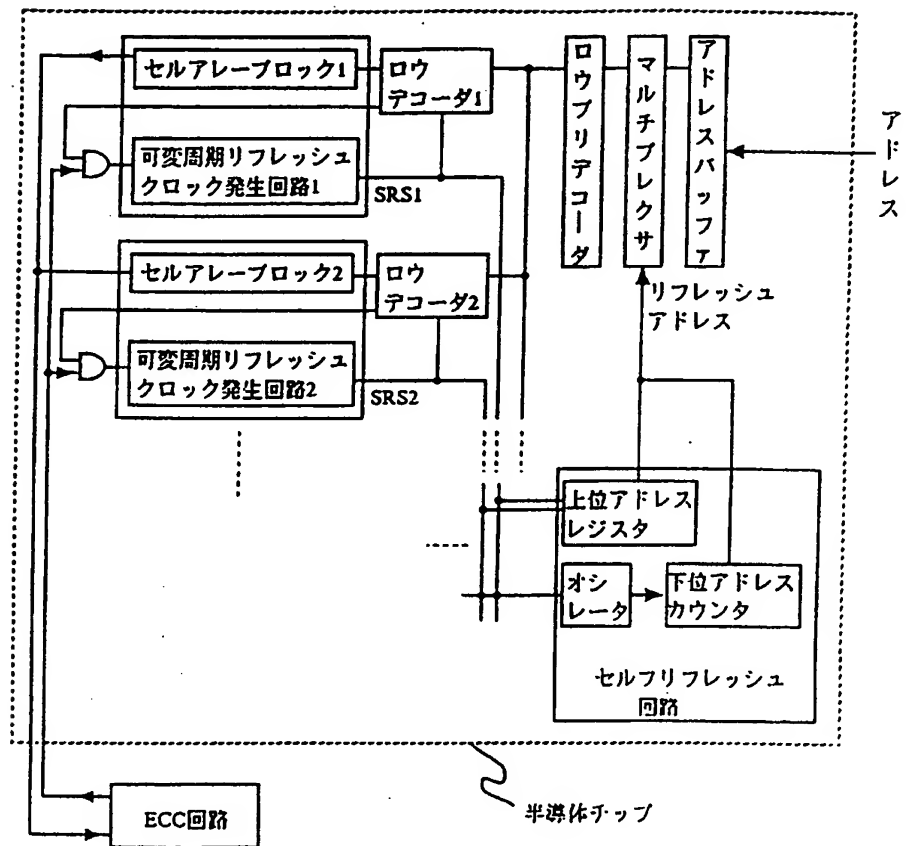 セルアレーブロック1
ロウ
デコーダ1
可変周期リフレッシュ
クロック発生回路1
SRS1
ロウプリデコーダ
マルチプレクサ
アドレスバッファ
アドレス
セルアレーブロック2
ロウ
デコーダ2
可変周期リフレッシュ
クロック発生回路2
SRS2
リフレッシュ
アドレス
上位アドレス
レジスタ
オシ
レータ
下位アドレス
カウンタ
セルフリフレッシュ
回路
ECC回路
半導体チップ